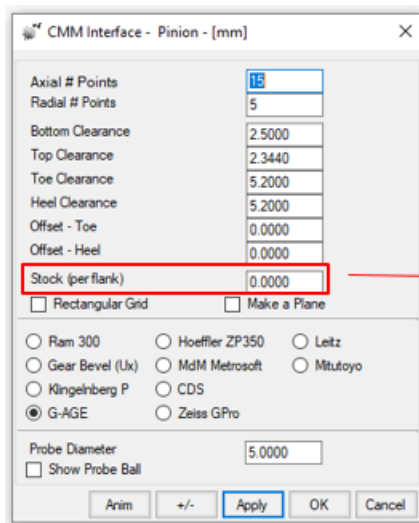 CMM Interface - Pinion - [mm]
Axial # Points 15
Radial # Points 5
Bottom Clearance 2.5000
Top Clearance 2.3440
Toe Clearance 5.2000
Heel Clearance 5.2000
Offset - Toe 0.0000
Offset - Heel 0.0000
Stock (per flank) 0.0000
Rectangular Grid Make a Plane
Ram 300 Hoeffler ZP350 Leitz
Gear Bevel (Ux) MdM Metrosoft Mitutoyo
Klingelnberg P CDS
G-AGE Zeiss GPro
Probe Diameter 5.0000
Show Probe Ball
Anim +/- Apply OK Cancel